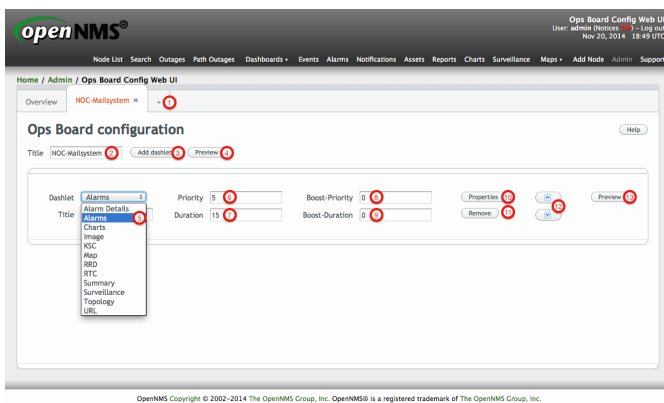 openNMS®
Ops Board Config Web UI
User: admin (Notices ) - Log out
Nov 20, 2014 18:49 UTC
Node List Search Outages Path Outages Dashboards Events Alarms Notifications Assets Reports Charts Surveillance Maps Add Node Admin Support
Home / Admin / Ops Board Config Web UI
Overview NOC-Mailsystem × + 1
Ops Board configuration
Help
Title NOC-Mailsystem 2 Add dashlet 3 Preview 4
Dashlet Alarms Priority 5 6 Boost-Priority 0 8 Properties 10 Preview 13
Title Duration 15 7 Boost-Duration 0 9 Remove 11 12
Alarm Details
Alarms 5
Charts
Image
KSC
Map
RRD
RTC
Summary
Surveillance
Topology
URL
OpenNMS Copyright © 2002-2014 The OpenNMS Group, Inc. OpenNMS® is a registered trademark of The OpenNMS Group, Inc.